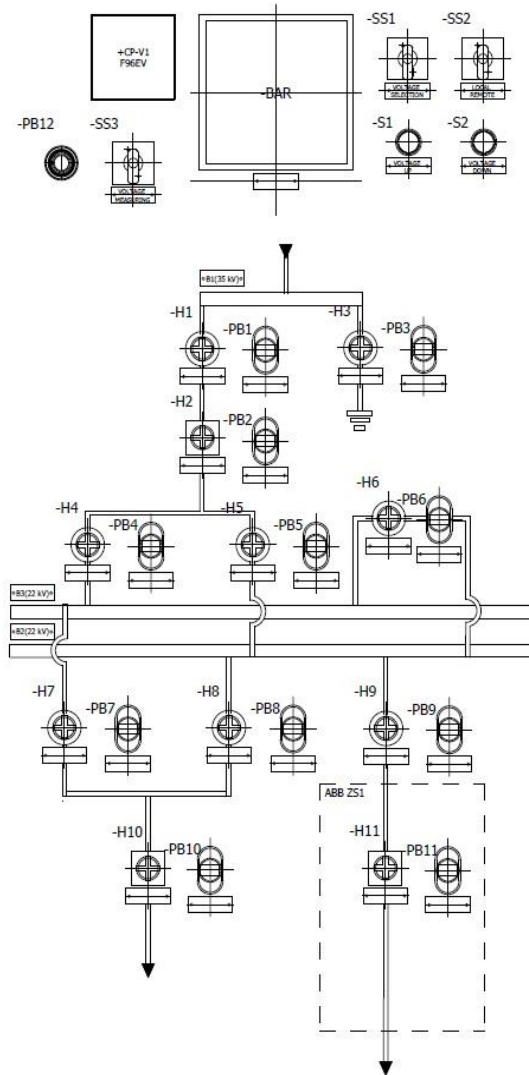 -SS1
-SS2
+CP-V1
F96EV
-BAR
VOLTAGE
SELECTION
LOCAL
REMOTE
-PB12
-SS3
-S1
-S2
VOLTAGE
UP
VOLTAGE
DOWN
VOLTAGE
MEASURING
=B1(35 kV)=
-H1
-PB1
-H3
-PB3
-H2
-PB2
-H4
-PB4
-H5
-PB5
-H6
-PB6
=B3(22 kV)=
=B2(22 kV)=
-H7
-PB7
-H8
-PB8
-H9
-PB9
ABB ZS1
-H10
-PB10
-H11
-PB11